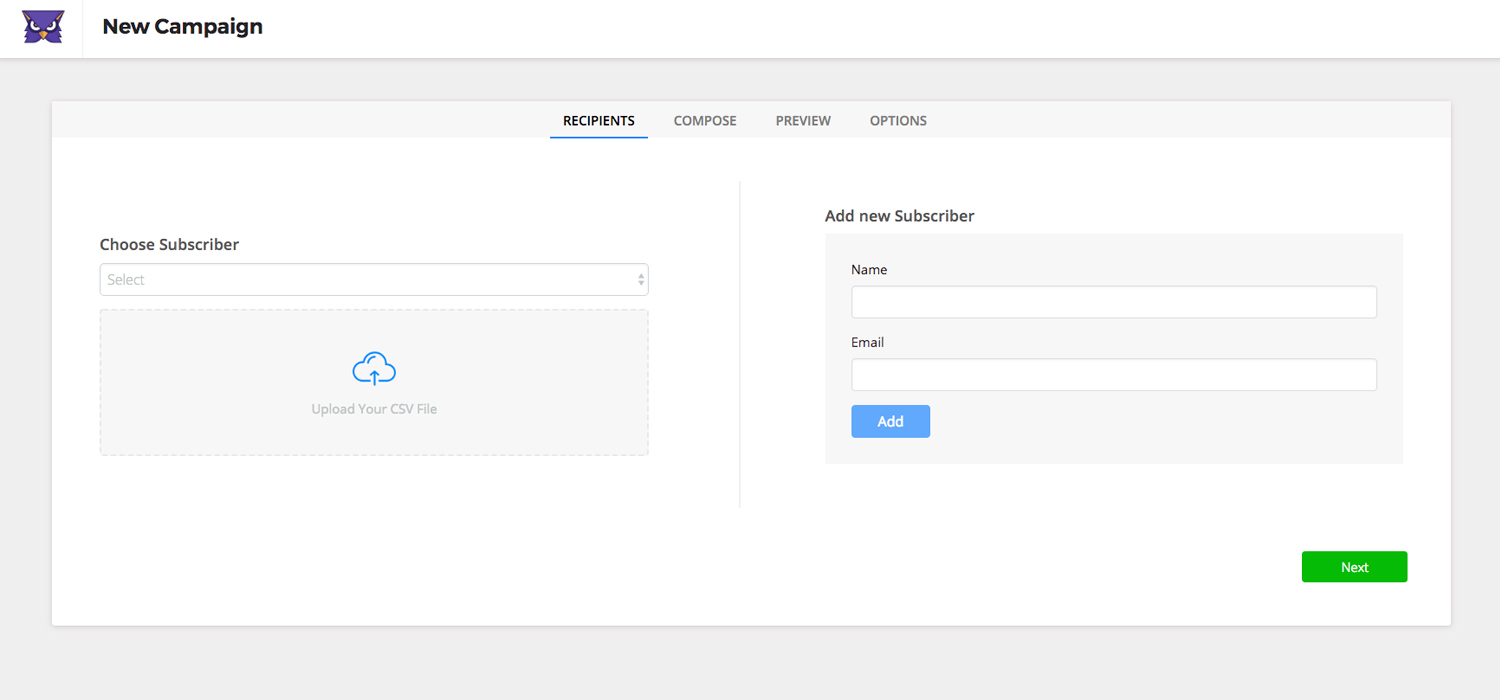 New Campaign
RECIPIENTS COMPOSE PREVIEW OPTIONS
Choose Subscriber
Select
Upload Your CSV File
Add new Subscriber
Name
Email
Add
Next